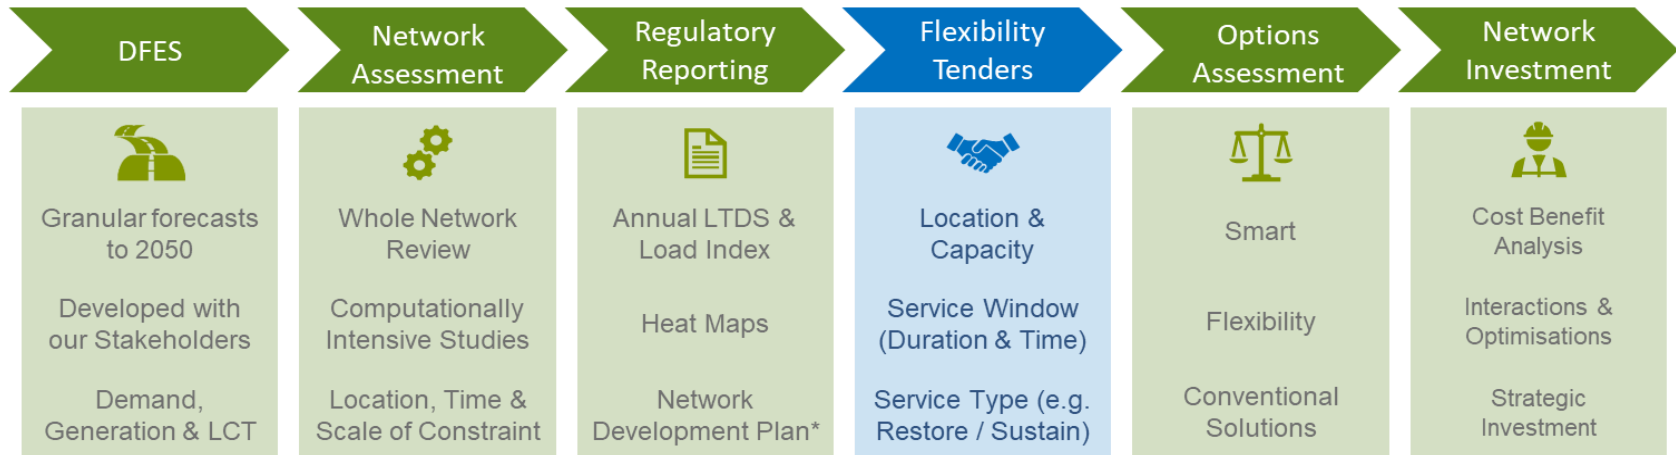 DFES
Network
Assessment
Regulatory
Reporting
Flexibility
Tenders
Options
Assessment
Network
Investment
Granular forecasts
to 2050
Developed with
our Stakeholders
Demand,
Generation & LCT
Whole Network
Review
Computationally
Intensive Studies
Location, Time &
Scale of Constraint
Annual LTDS &
Load Index
Heat Maps
Network
Development Plan*
Location &
Capacity
Service Window
(Duration & Time)
Service Type (e.g.
Restore / Sustain)
Smart
Flexibility
Conventional
Solutions
Cost Benefit
Analysis
Interactions &
Optimisations
Strategic
Investment